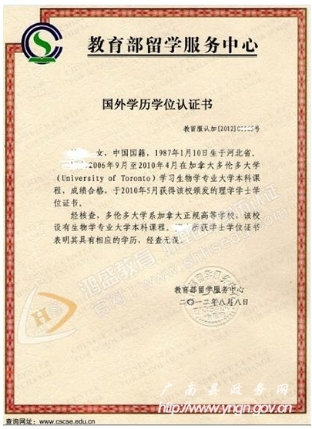 教育部留学服务中心
国外学历学位认证书
教留服认加[2012]0
女，中国国籍，1987年1月10日生于河北省。
2006年9月至2010年4月在加拿大多伦多大学
(University of Toronto)学习生物学专业大学本科课
程，成绩合格，于2010年5月获得该校颁发的理学学士学
位证书。
经核查，多伦多大学系加拿大正规高等学校，该校
设有生物学专业大学本科课程。所获学士学位证书
表明其具有相应的学历。经查无误。
教育部留学服务中心
二〇一二年八月八日
广南县政务网
http://www.yngn.gov.cn
查询网址：www.cscse.edu.cn